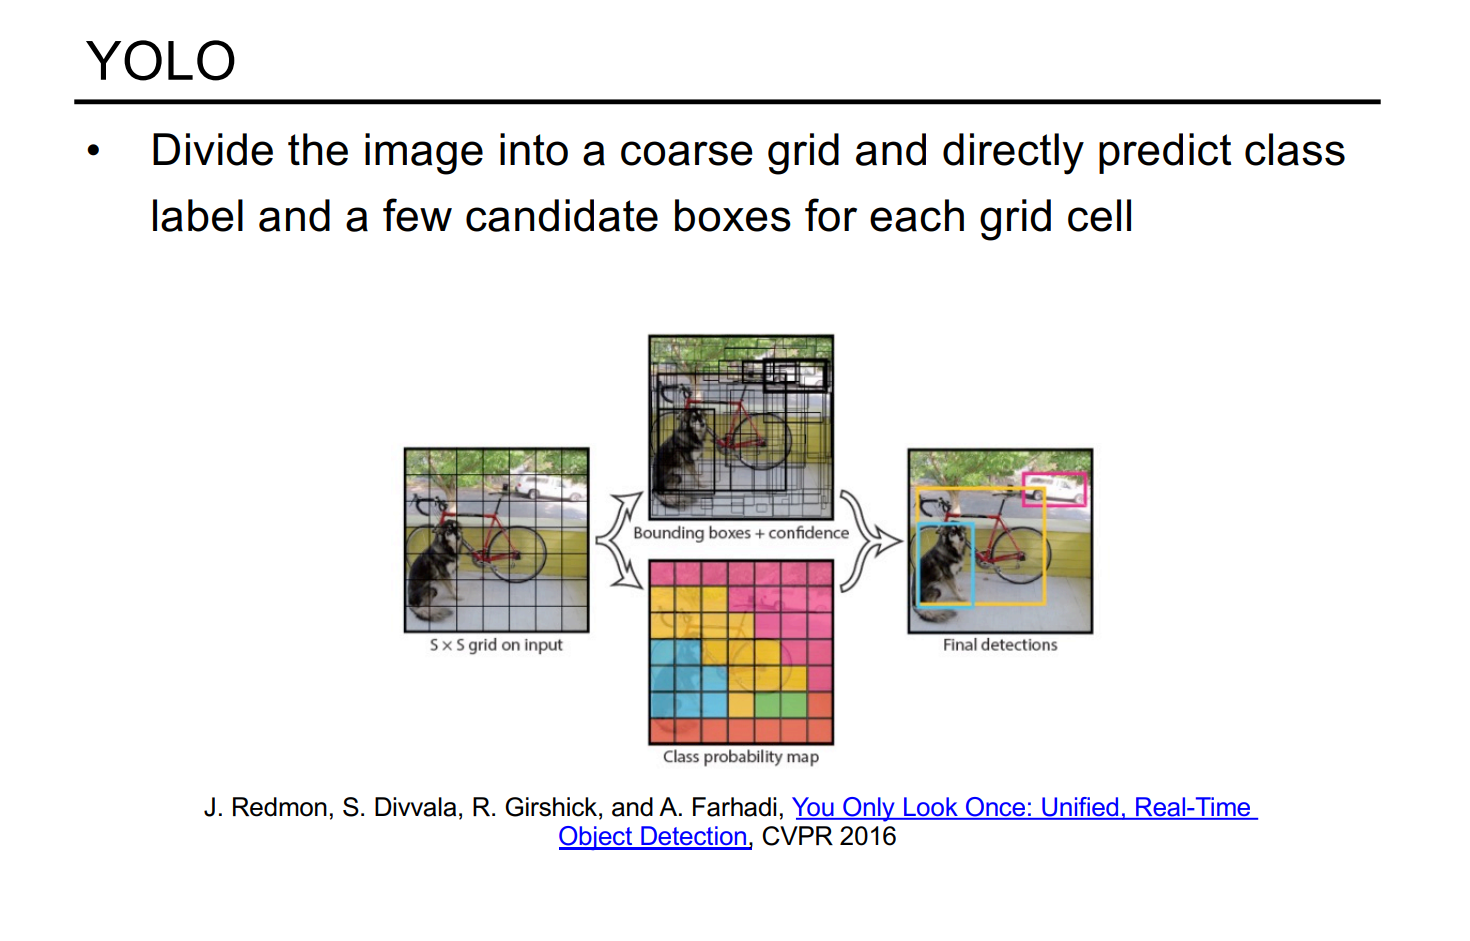 YOLO
• Divide the image into a coarse grid and directly predict class
label and a few candidate boxes for each grid cell
Bounding boxes + confidence
S × S grid on input
Final detections
Class probability map
J. Redmon, S. Divvala, R. Girshick, and A. Farhadi, You Only Look Once: Unified, Real-Time
Object Detection, CVPR 2016